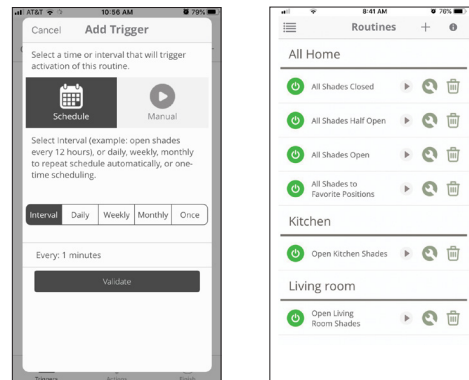 AT&T
10:56 AM
79%
Cancel
Add Trigger
Select a time or interval that will trigger
activation of this routine.
Schedule
Manual
Select interval (example: open shades
every 12 hours), or daily, weekly, monthly
to repeat schedule automatically, or one-
time scheduling.
Interval
Daily
Weekly
Monthly
Once
Every: 1 minutes
Validate
Triggers
Actions
8:41 AM
76%
Routines
All Home
All Shades Closed
All Shades Half Open
All Shades Open
All Shades to
Favorite Positions
Kitchen
Open Kitchen Shades
Living room
Open Living
Room Shades